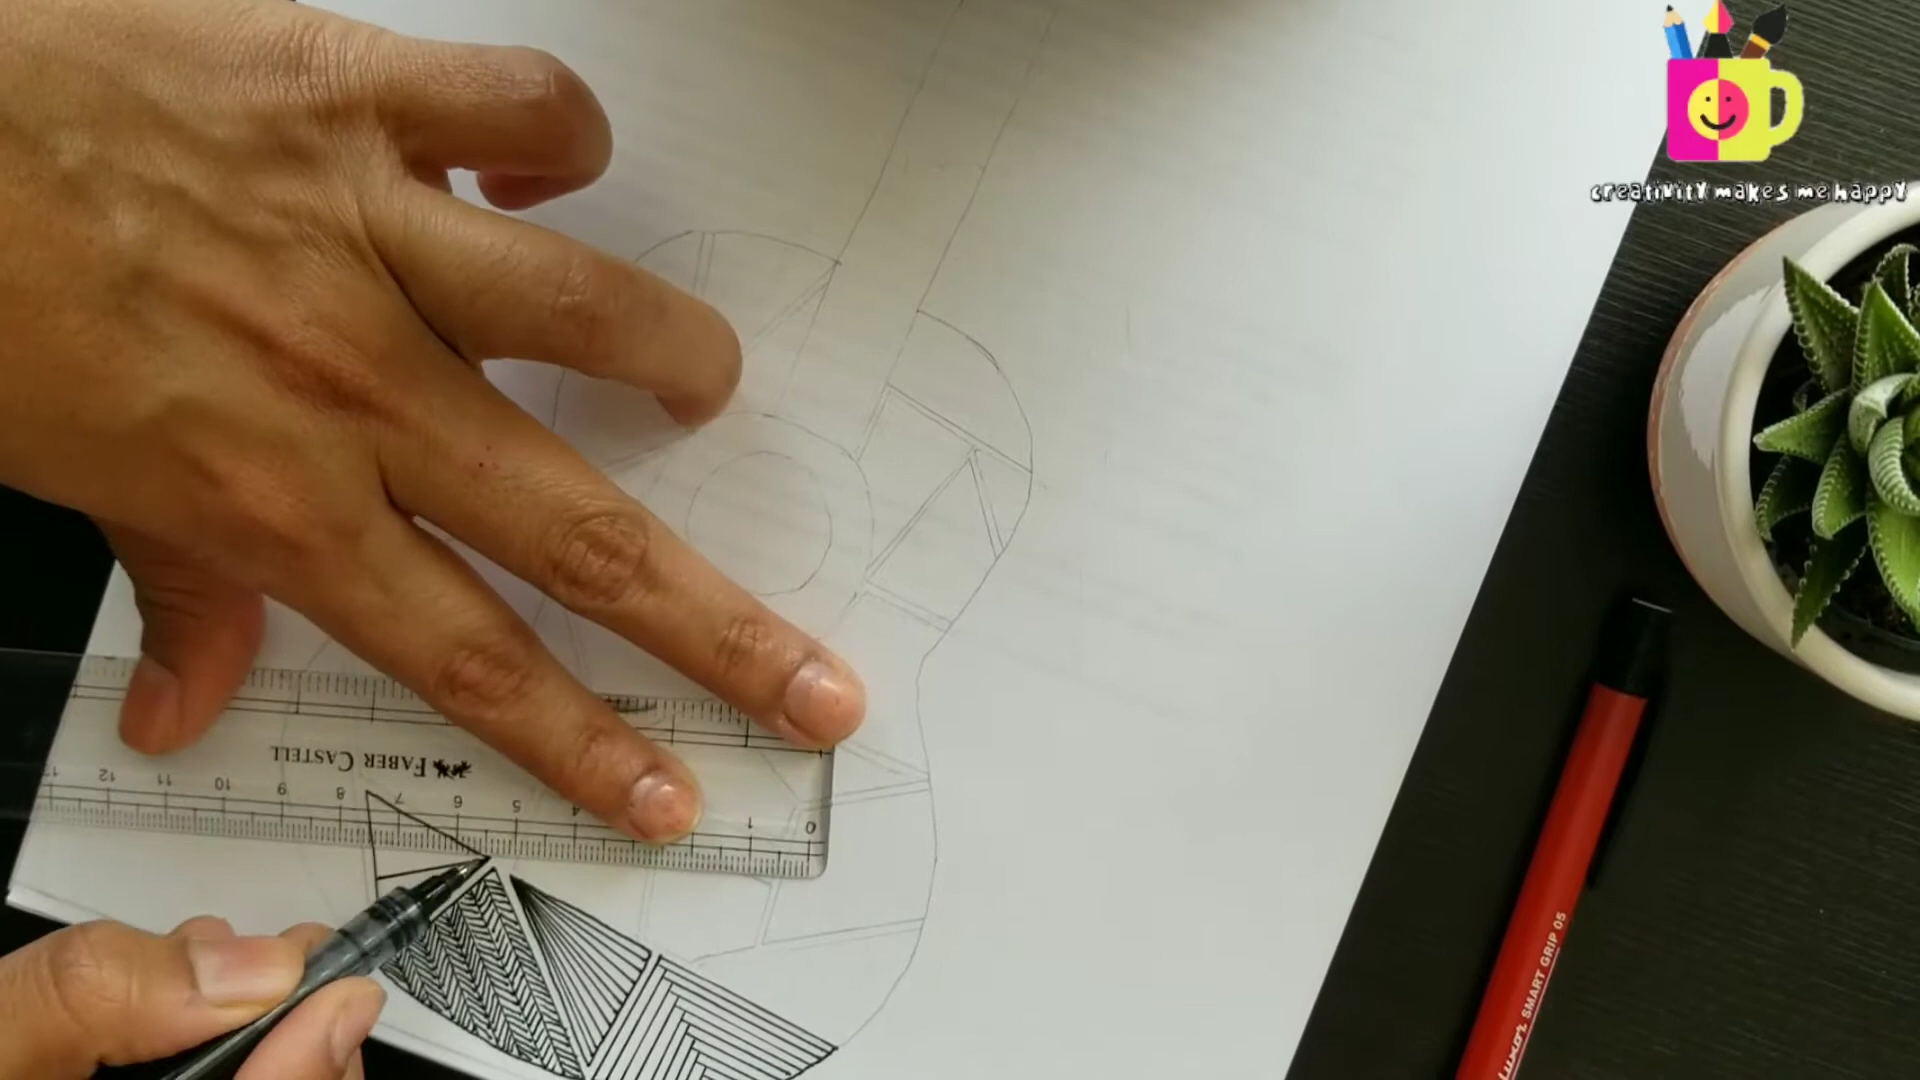 creativity makes me happy
FABER CASTELL
13 12 11 10 9 8 7 6 5 4 1 0
Luxor SMART GRIP 05